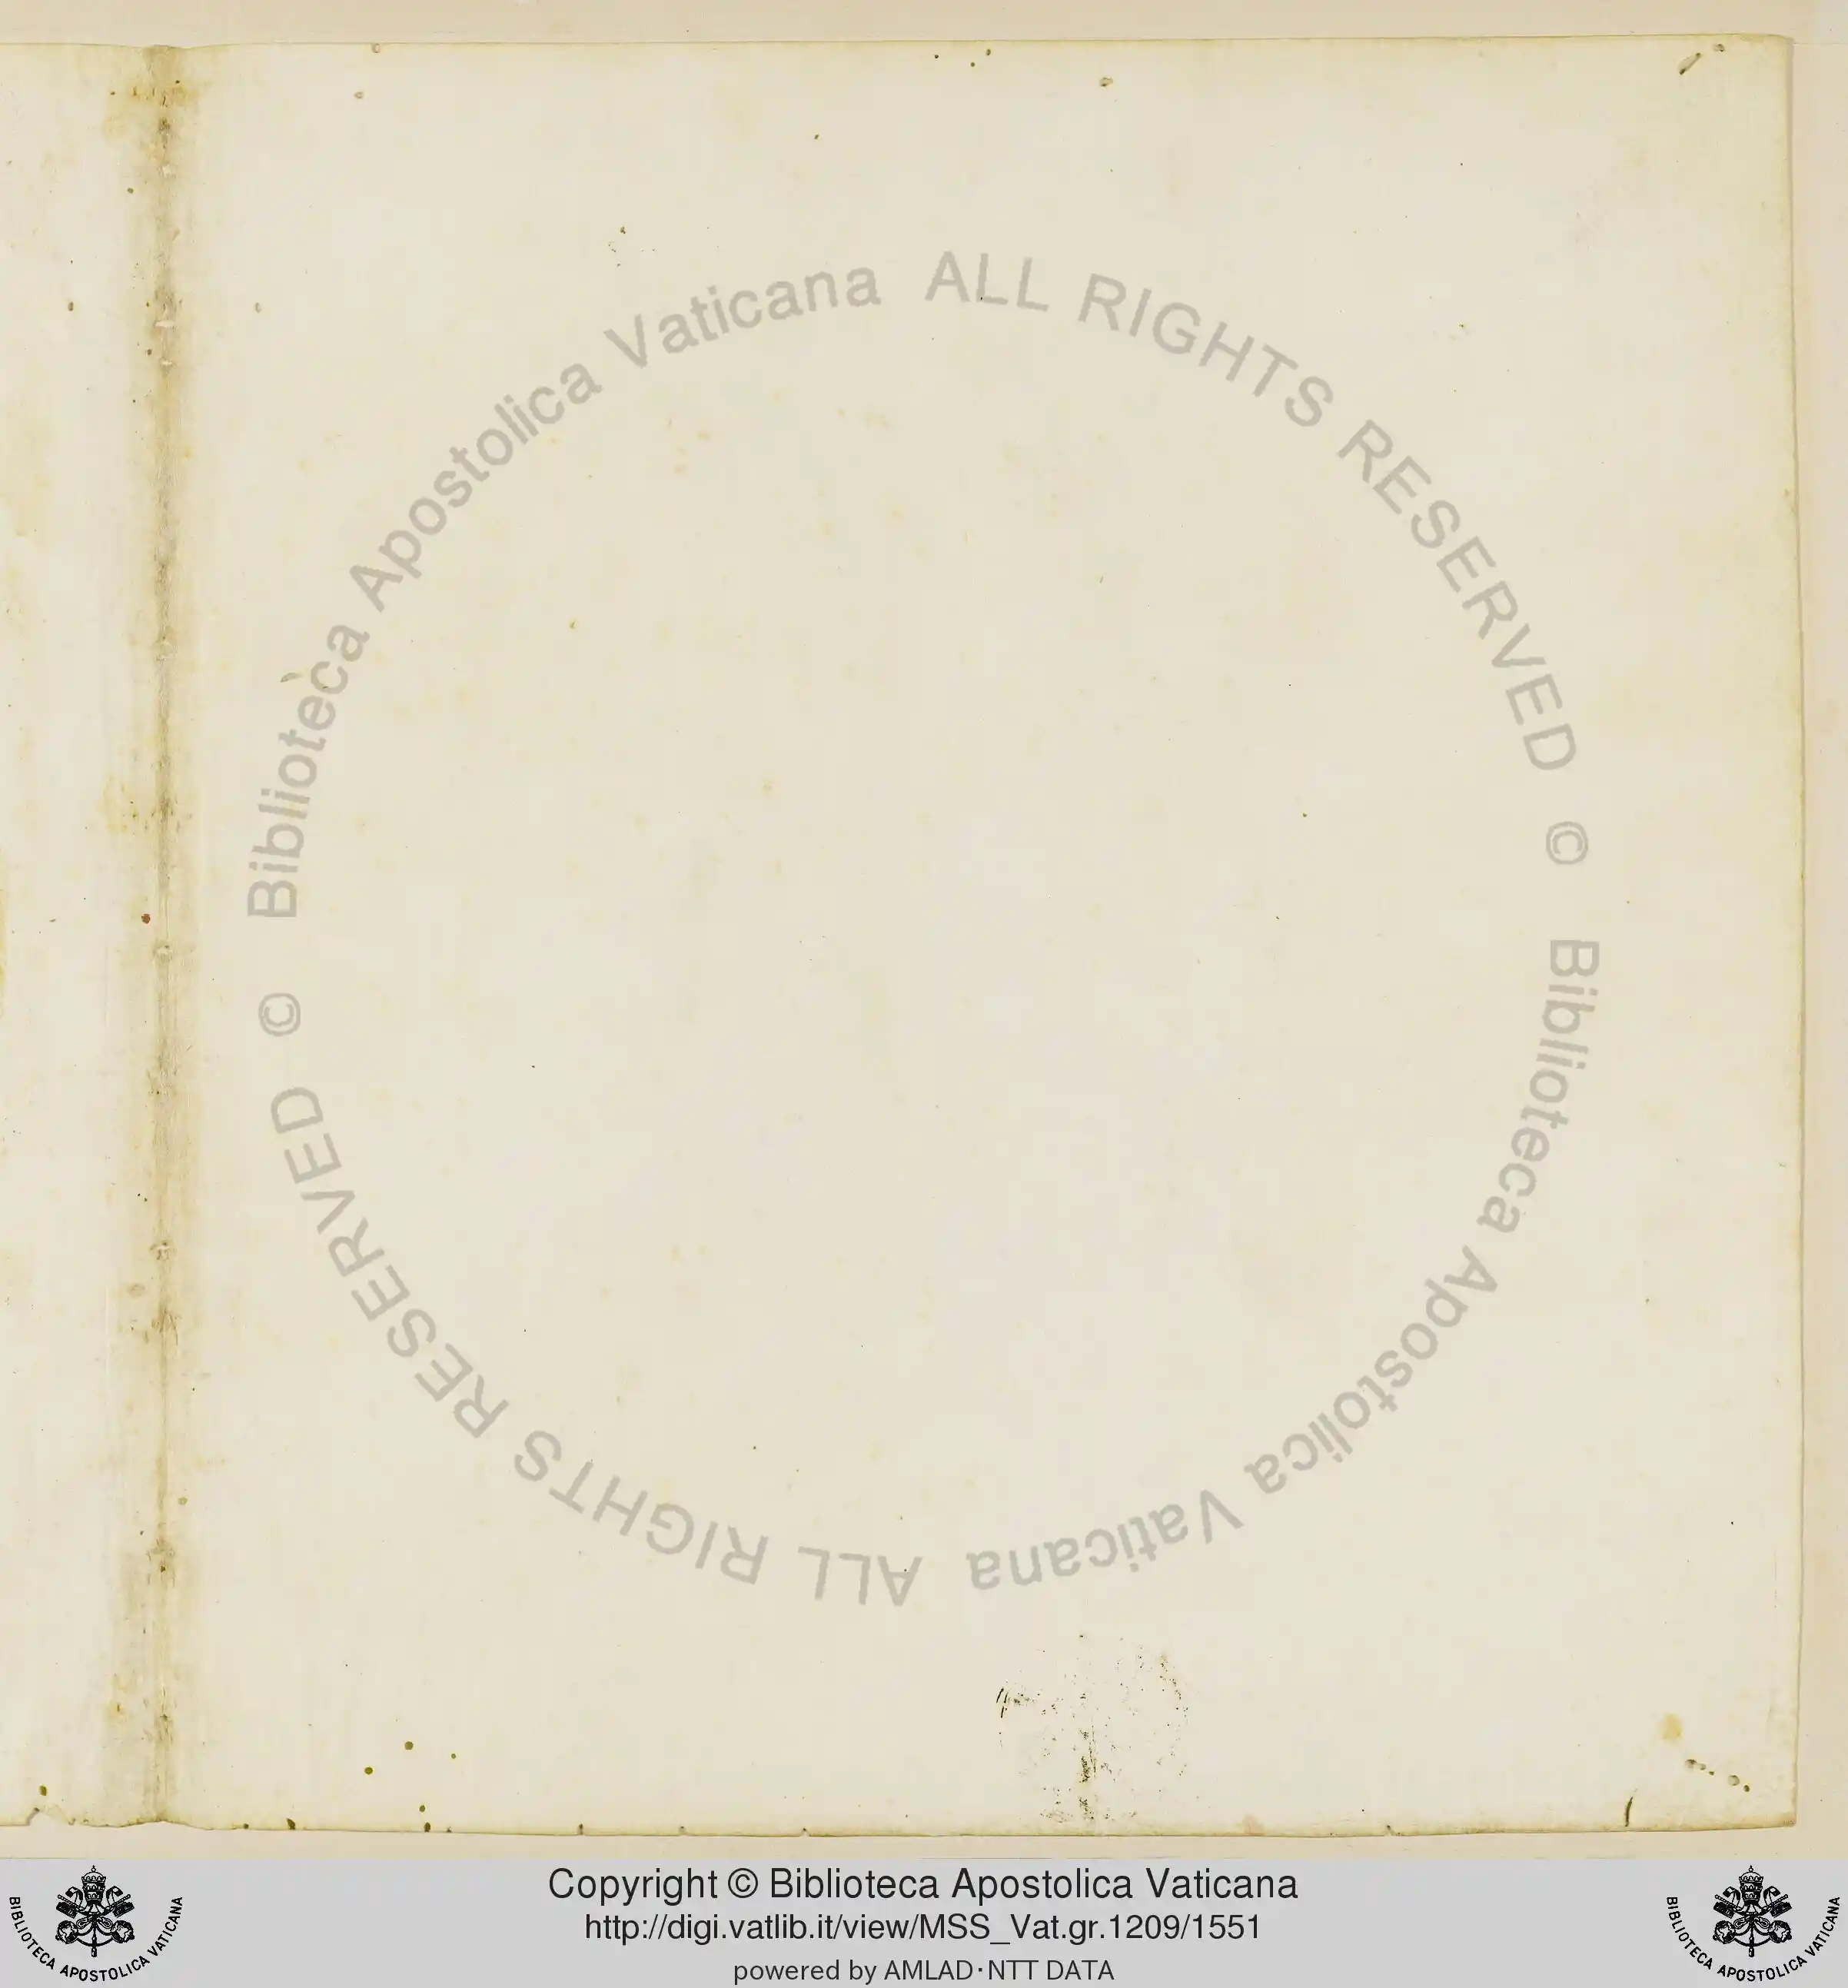 © Biblioteca Apostolica Vaticana ALL RIGHTS RESERVED © Biblioteca Apostolica Vaticana ALL RIGHTS RESERVED
Copyright © Biblioteca Apostolica Vaticana
http://digi.vatlib.it/view/MSS_Vat.gr.1209/1551
powered by AMLAD·NTT DATA
BIBLIOTECA APOSTOLICA VATICANA
BIBLIOTECA APOSTOLICA VATICANA